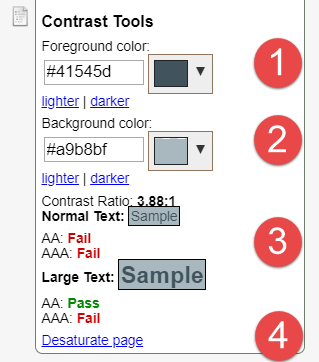 Contrast Tools
Foreground color:
#41545d
1
lighter | darker
Background color:
#a9b8bf
2
lighter | darker
Contrast Ratio: 3.88:1
Normal Text: Sample
AA: Fail
3
AAA: Fail
Large Text: Sample
AA: Pass
AAA: Fail
4
Desaturate page